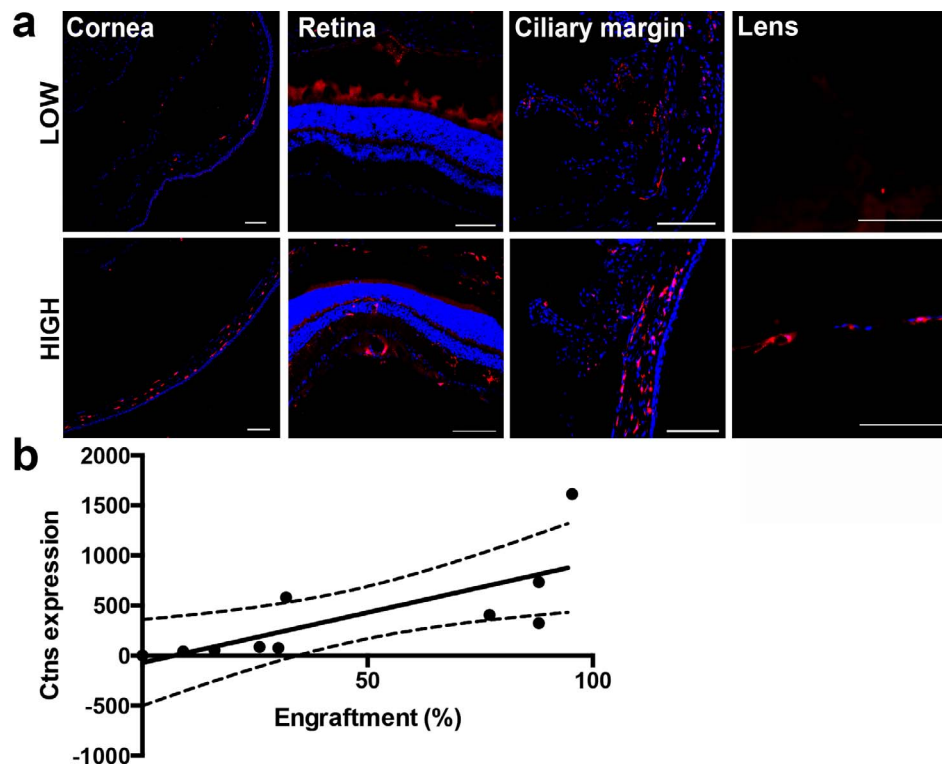 a
Cornea
Retina
Ciliary margin
Lens
LOW
HIGH
b
2000
1500
1000
500
0
-500
-1000
50
100
Ctns expression
Engraftment (%)